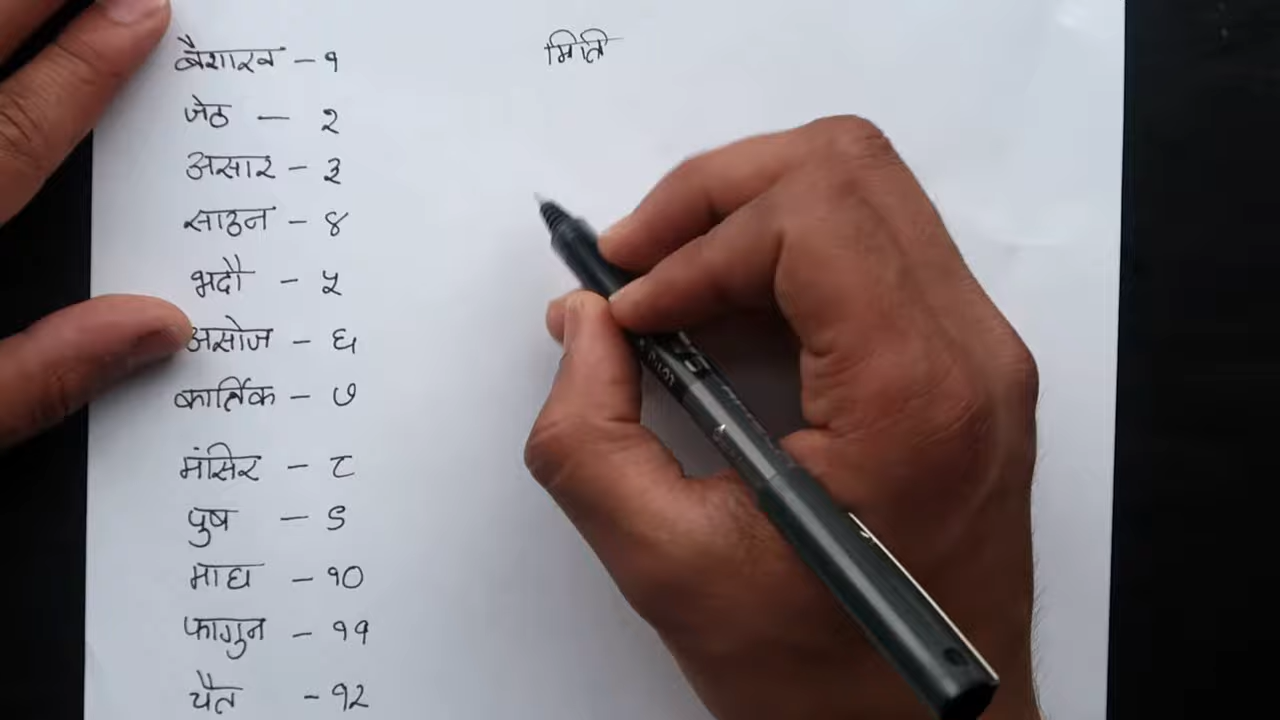 बैशाख - १
मिति
जेठ - २
असार - ३
साउन - ४
भदौ - ५
असोज - ६
कार्तिक - ७
मंसिर - ८
पुष - ९
माघ - १०
फागुन - ११
चैत - १२